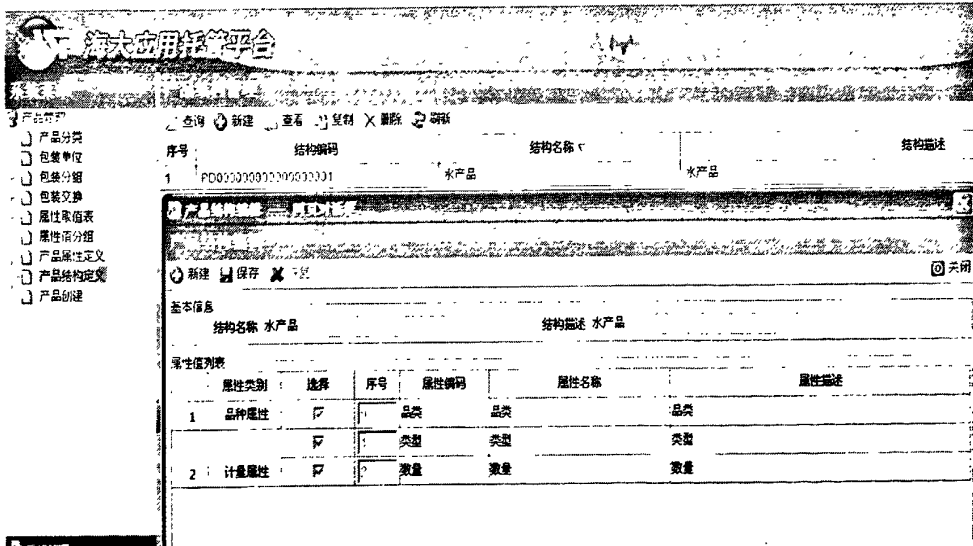 海大应用托管平台
产品管理
产品分类
包装单位
包装分组
包装交换
属性取值表
属性值分组
产品属性定义
产品结构定义
产品创建
查询 新建 查看 复制 删除 刷新
序号 结构编码 结构名称 结构描述
1 水产品 水产品
新建 保存 关闭
基本信息
结构名称 水产品 结构描述 水产品
属性值列表
属性类别 选择 序号 属性编码 属性名称 属性描述
1 品种属性 品类 品类 品类
类型 类型 类型
2 计量属性 数量 数量 数量